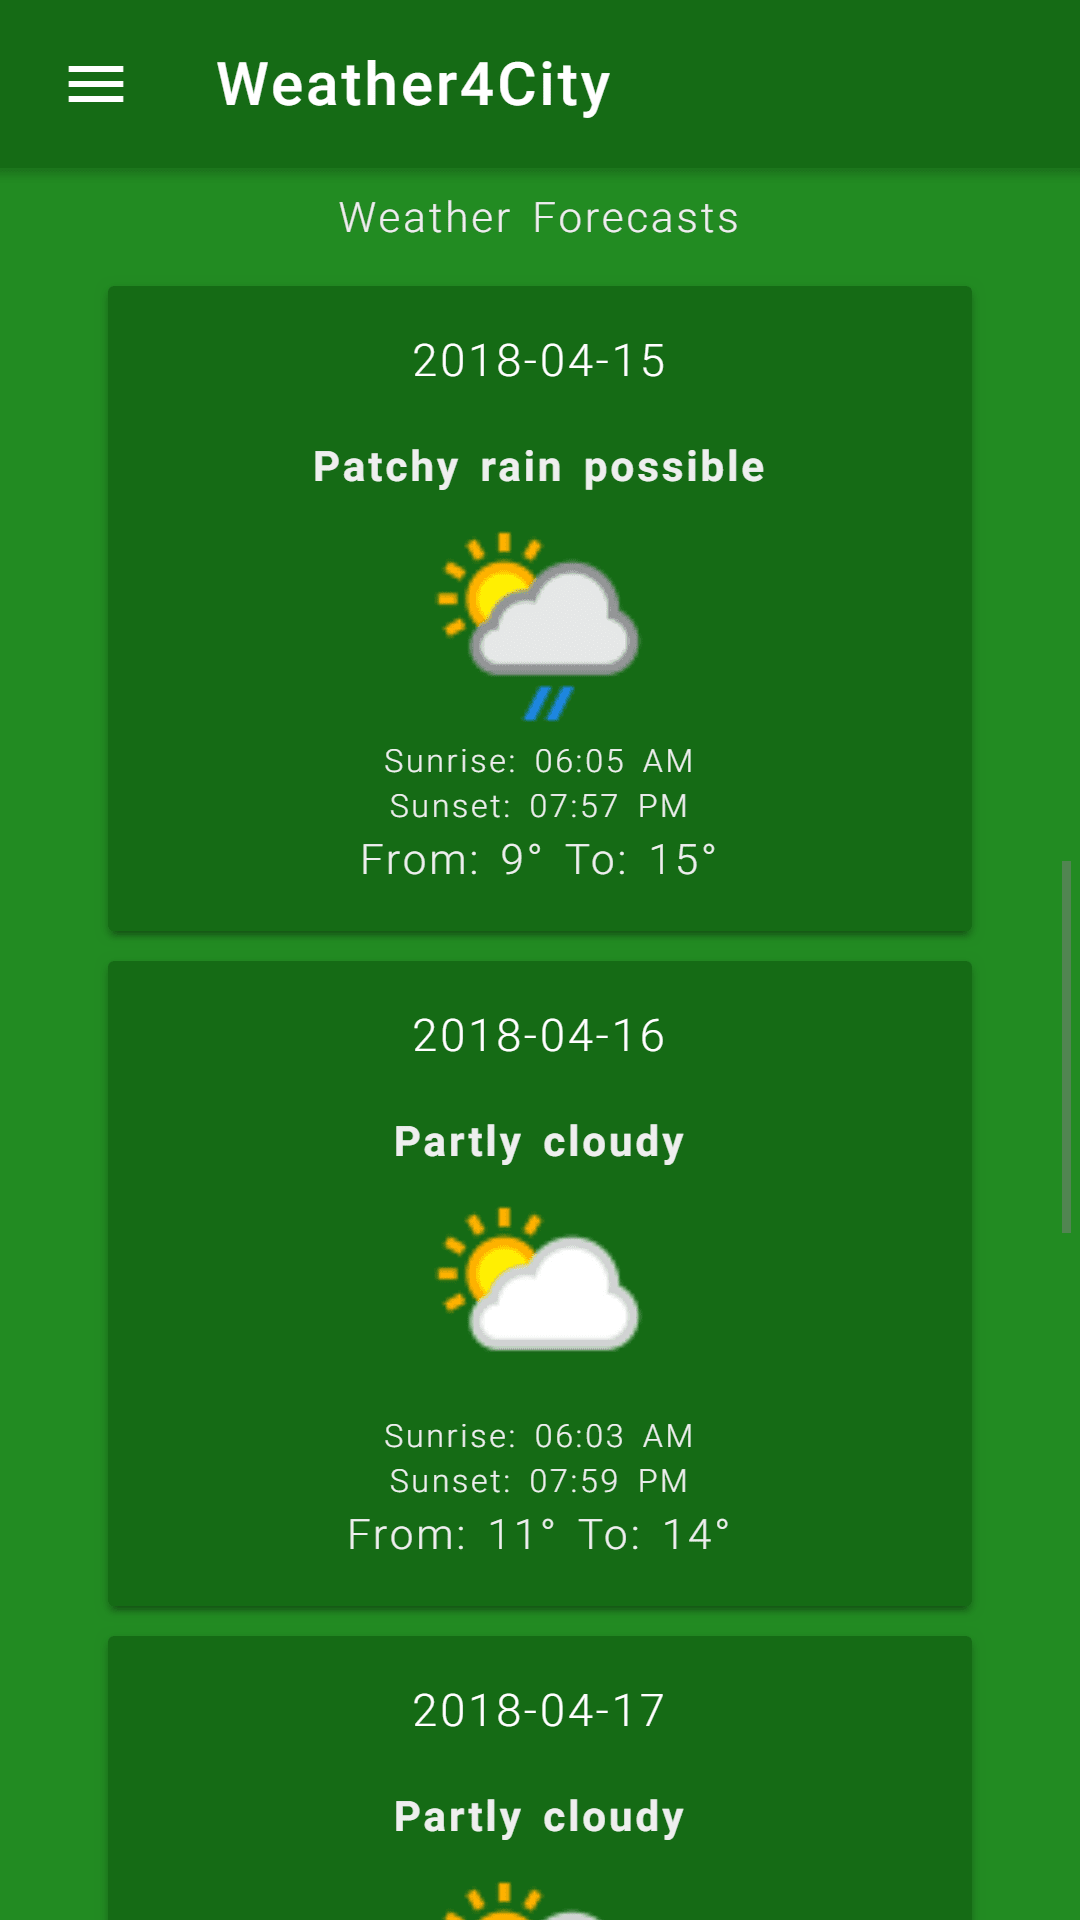 Weather4City
Weather Forecasts
2018-04-15
Patchy rain possible
Sunrise: 06:05 AM
Sunset: 07:57 PM
From: 9° To: 15°
2018-04-16
Partly cloudy
Sunrise: 06:03 AM
Sunset: 07:59 PM
From: 11° To: 14°
2018-04-17
Partly cloudy